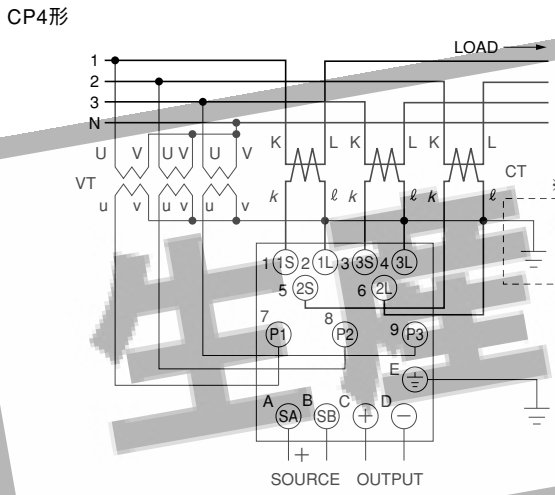 CP4形
LOAD
1
2
3
N
U V U V U V
K L K L K L
VT
CT
u v u v u v
k ℓ k ℓ k ℓ
1 1S 2 1L 3 3S 4 3L
5 2S 6 2L
7 8 9
P1 P2 P3
E
A B C D
SA SB + −
+
SOURCE OUTPUT
生産